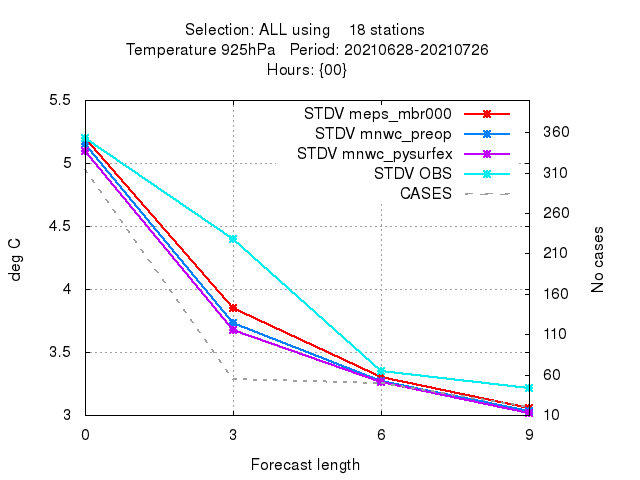 Selection: ALL using 18 stations
Temperature 925hPa Period: 20210628-20210726
Hours: {00}
STDV meps_mbr000
STDV mnwc_preop
STDV mnwc_pysurfex
STDV OBS
CASES
5.5
5
4.5
4
3.5
3
deg C
360
310
260
210
160
110
60
10
No cases
0 3 6 9
Forecast length